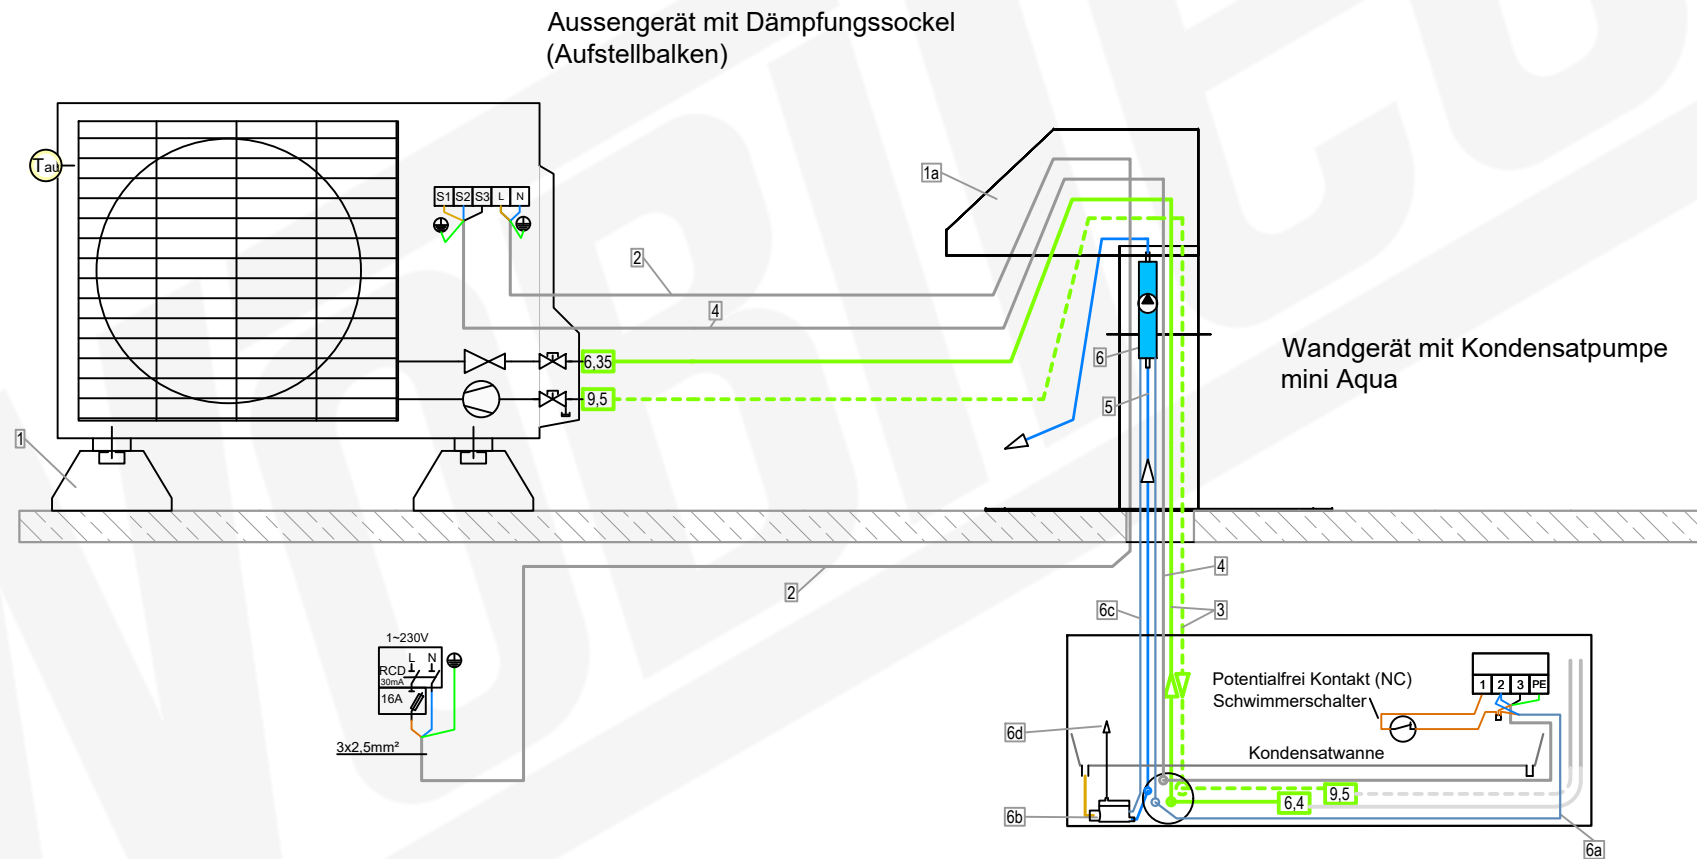 Aussengerät mit Dämpfungssockel
(Aufstellbalken)
Tau
S1 S2 S3 L N
1a
2
4
6,35
9,5
6
5
Wandgerät mit Kondensatpumpe
mini Aqua
1
2
4
3
6c
1~230V
L N
RCD
30mA
16A
3x2,5mm²
Potentialfrei Kontakt (NC)
Schwimmerschalter
1 2 3 PE
6d
Kondensatwanne
9,5
6,4
6b
6a